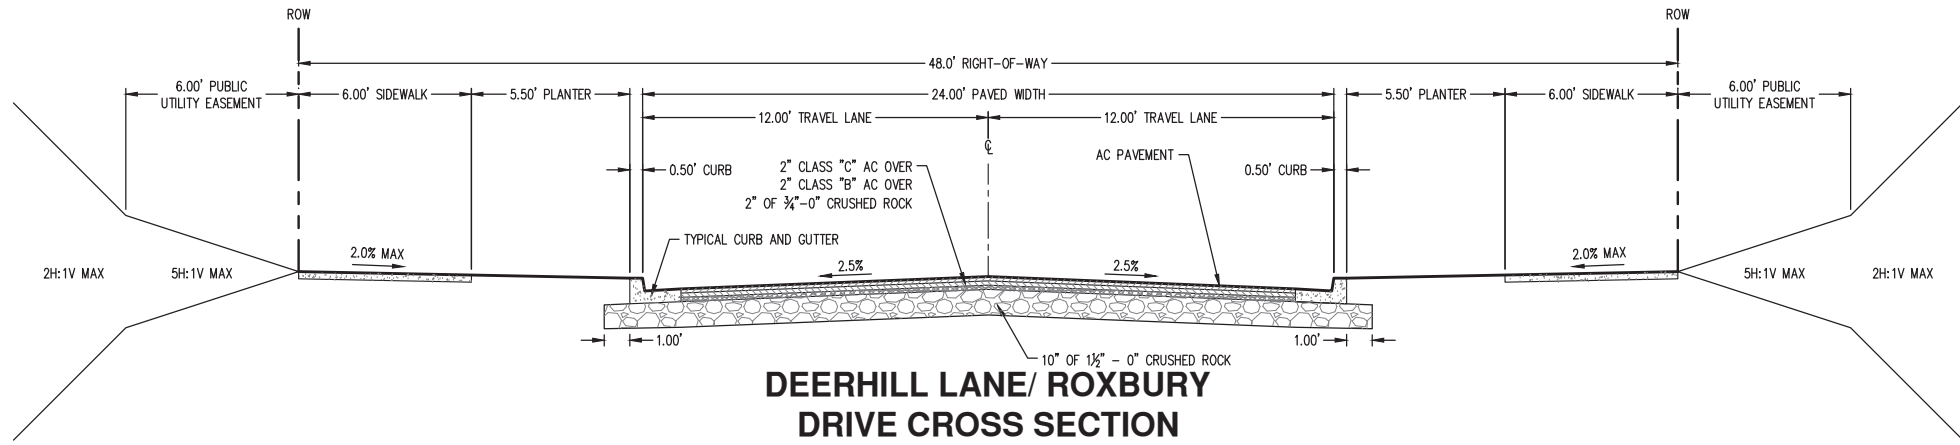 ROW
ROW
48.0' RIGHT-OF-WAY
6.00' PUBLIC
UTILITY EASEMENT
6.00' SIDEWALK
5.50' PLANTER
24.00' PAVED WIDTH
5.50' PLANTER
6.00' SIDEWALK
6.00' PUBLIC
UTILITY EASEMENT
12.00' TRAVEL LANE
12.00' TRAVEL LANE
℄
0.50' CURB
2" CLASS "C" AC OVER
2" CLASS "B" AC OVER
2" OF ¾"-0" CRUSHED ROCK
AC PAVEMENT
0.50' CURB
TYPICAL CURB AND GUTTER
2.0% MAX
2.5%
2.5%
2.0% MAX
2H:1V MAX
5H:1V MAX
5H:1V MAX
2H:1V MAX
1.00'
1.00'
10" OF 1½" - 0" CRUSHED ROCK
DEERHILL LANE/ ROXBURY
DRIVE CROSS SECTION